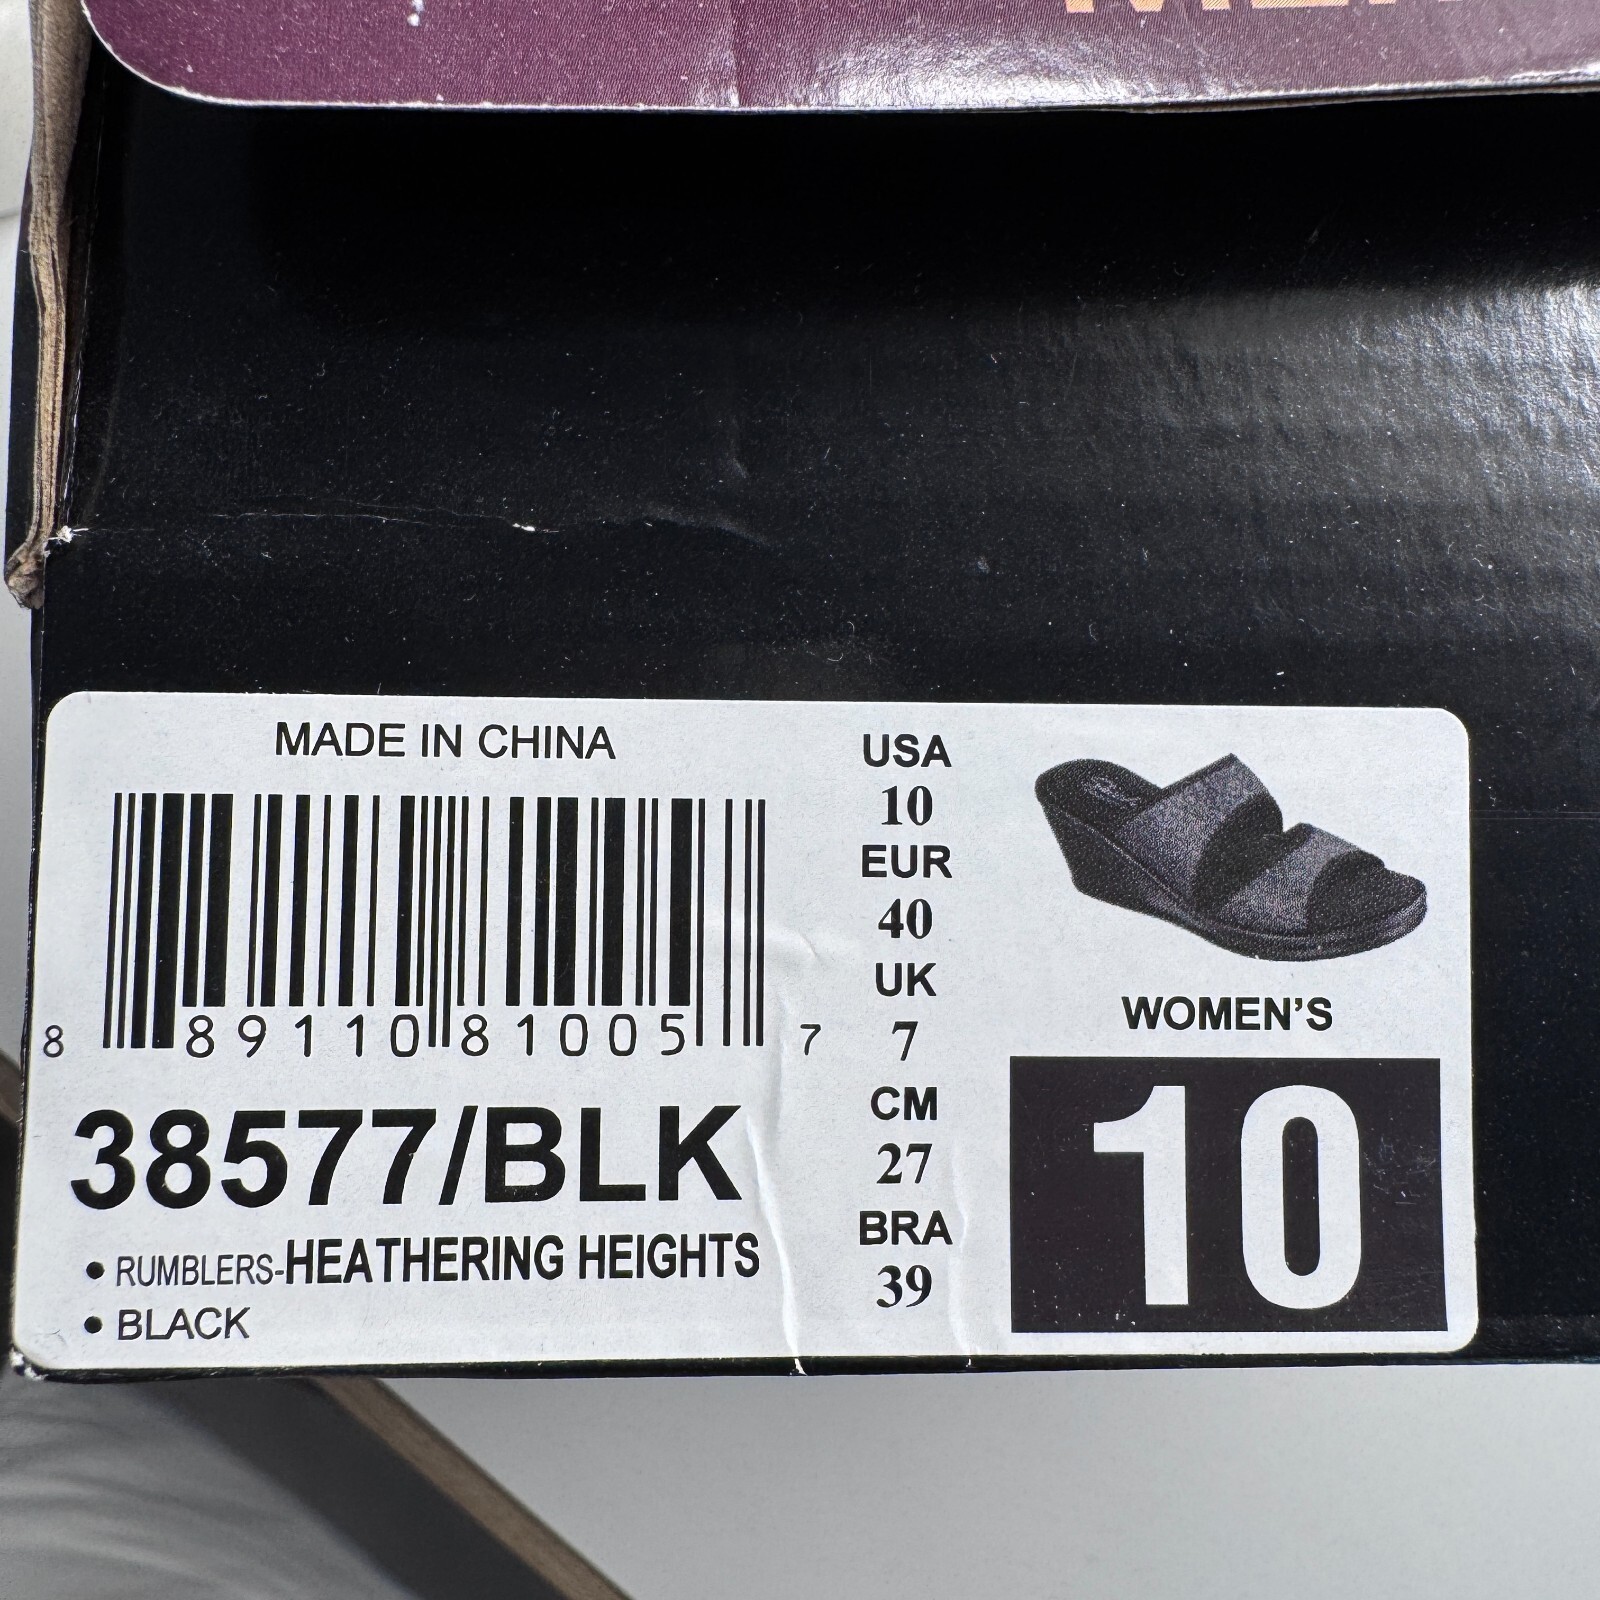 MADE IN CHINA
8 89110 81005 7
38577/BLK
• RUMBLERS-HEATHERING HEIGHTS
• BLACK
USA
10
EUR
40
UK
7
CM
27
BRA
39
WOMEN'S
10